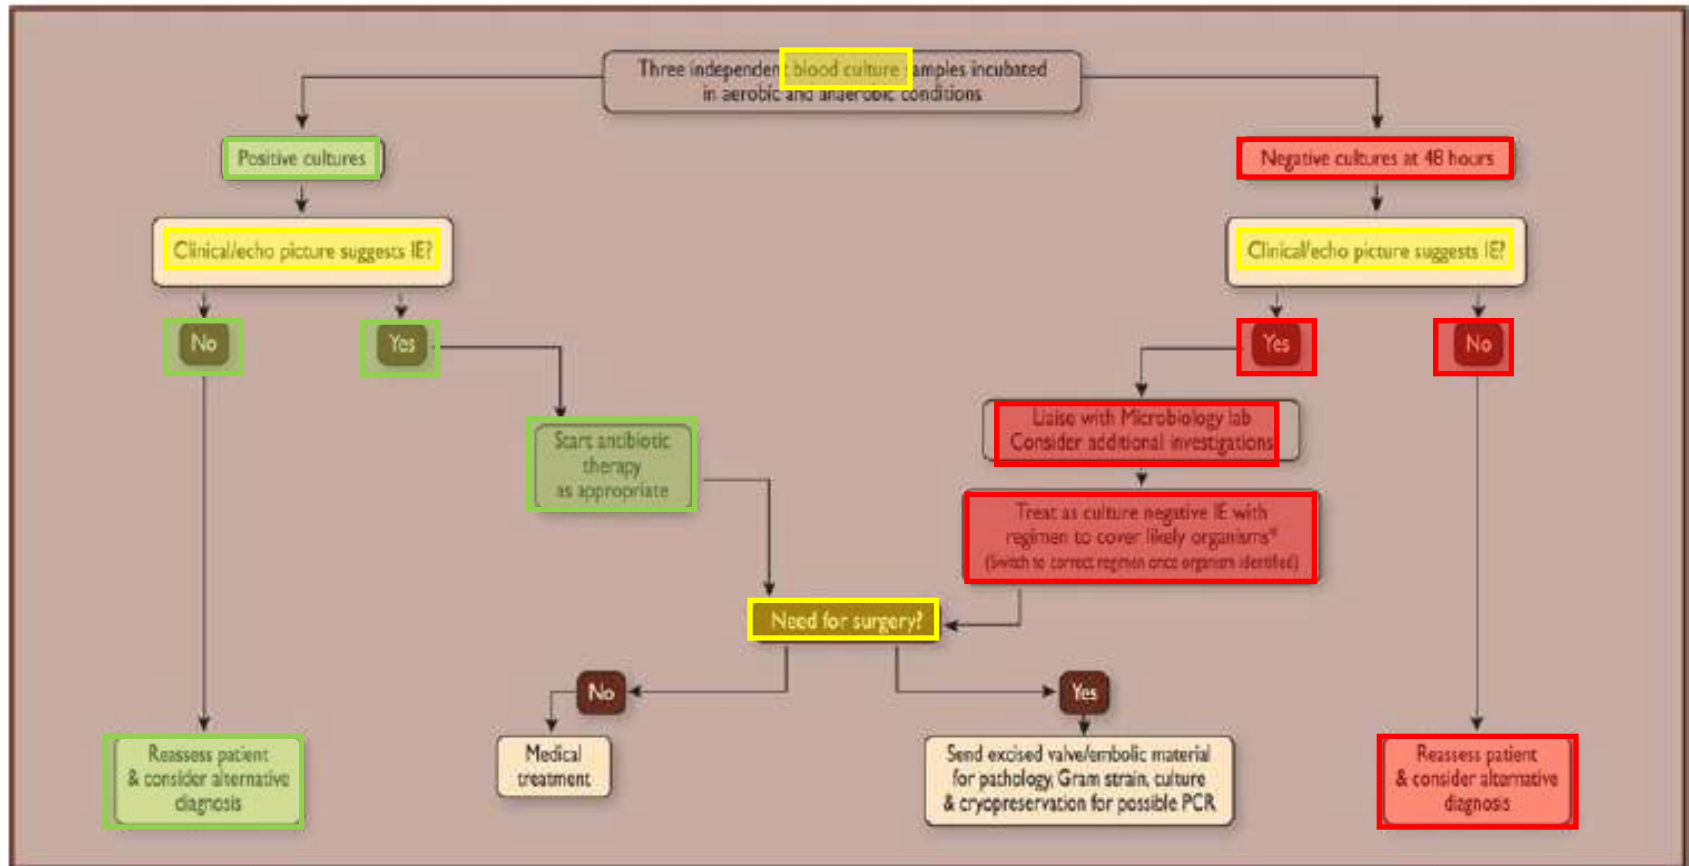 Three independent blood culture samples incubated
in aerobic and anaerobic conditions
Positive cultures
Negative cultures at 48 hours
Clinical/echo picture suggests IE?
Clinical/echo picture suggests IE?
No
Yes
Yes
No
Start antibiotic
therapy
as appropriate
Liaise with Microbiology lab
Consider additional investigations
Treat as culture negative IE with
regimen to cover likely organisms*
(Switch to correct regimen once organism identified)
Need for surgery?
No
Yes
Reassess patient
& consider alternative
diagnosis
Medical
treatment
Send excised valve/embolic material
for pathology, Gram strain, culture
& cryopreservation for possible PCR
Reassess patient
& consider alternative
diagnosis